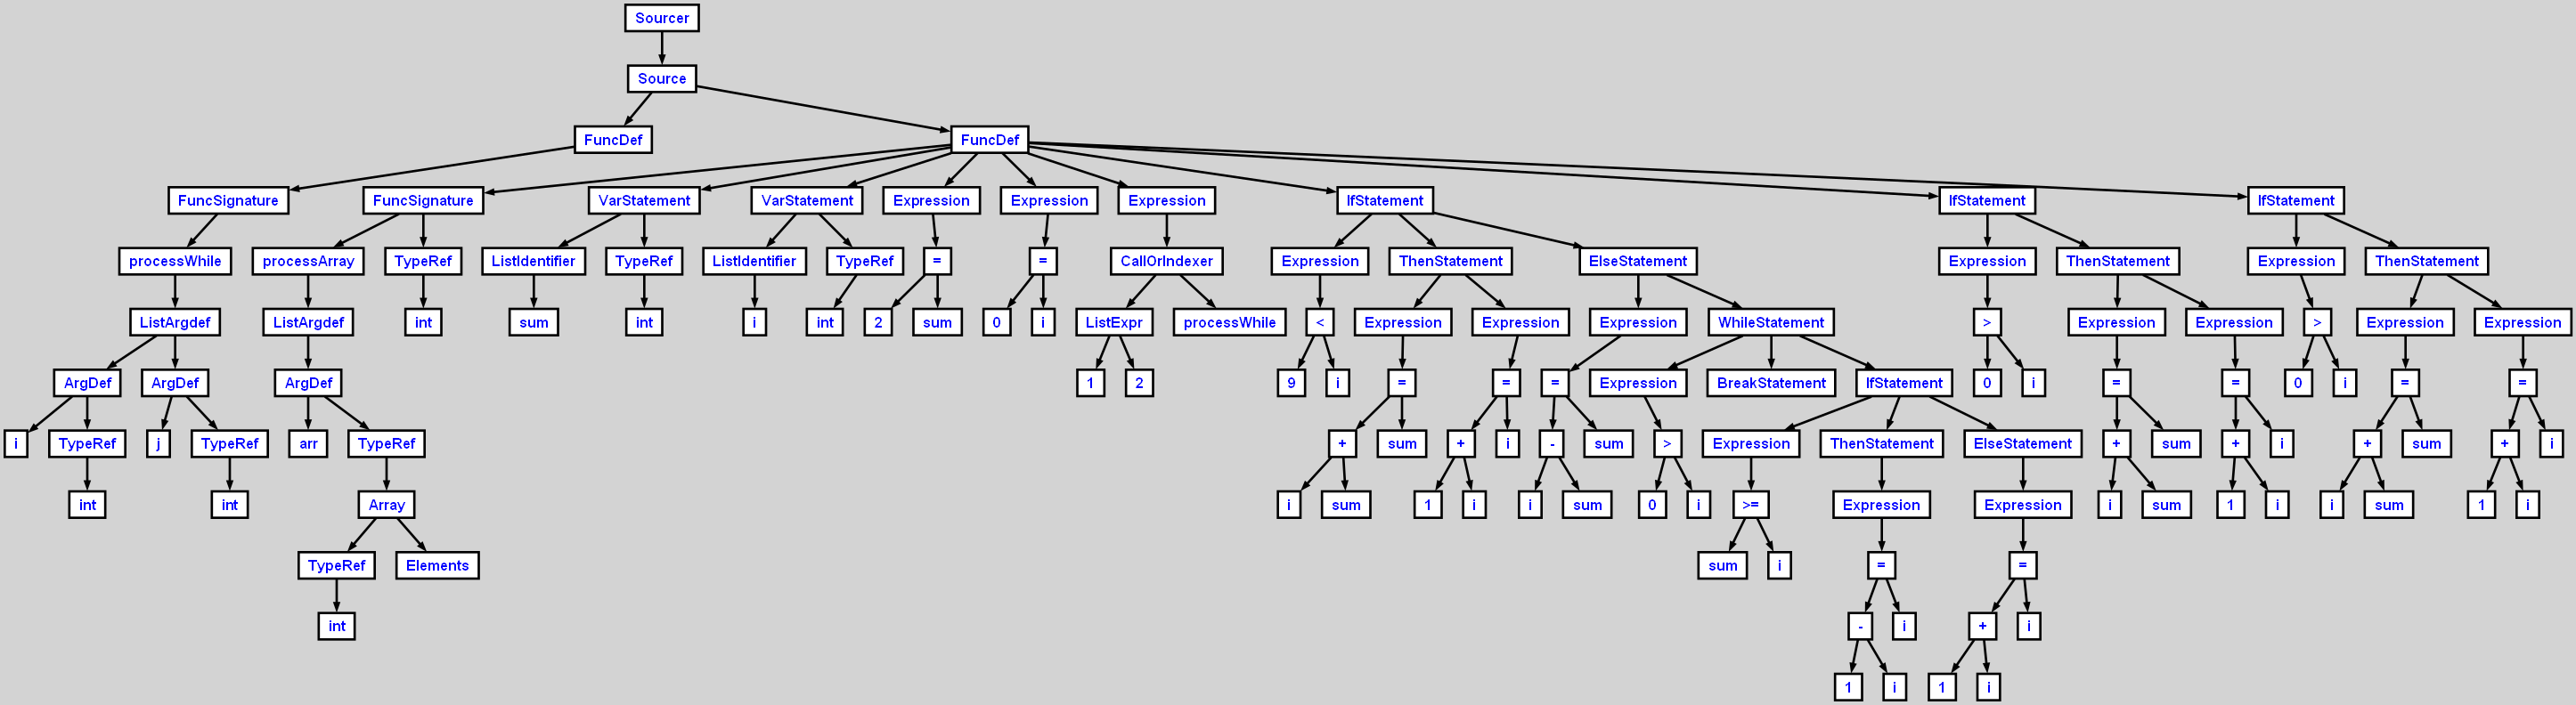 Sourcer
Source
FuncDef FuncDef
FuncSignature FuncSignature VarStatement VarStatement Expression Expression Expression IfStatement IfStatement IfStatement
processWhile processArray TypeRef ListIdentifier TypeRef ListIdentifier TypeRef = = CallOrIndexer Expression ThenStatement ElseStatement Expression ThenStatement Expression ThenStatement
ListArgdef ListArgdef int sum int i int 2 sum 0 i ListExpr processWhile < Expression Expression Expression WhileStatement > Expression Expression > Expression Expression
ArgDef ArgDef ArgDef 1 2 9 i = = = Expression BreakStatement IfStatement 0 i = = 0 i = =
i TypeRef j TypeRef arr TypeRef + sum + i - sum > Expression ThenStatement ElseStatement + sum + i + sum + i
int int Array i sum 1 i i sum 0 i >= Expression Expression i sum 1 i i sum 1 i
TypeRef Elements sum i = =
int - i + i
1 i 1 i